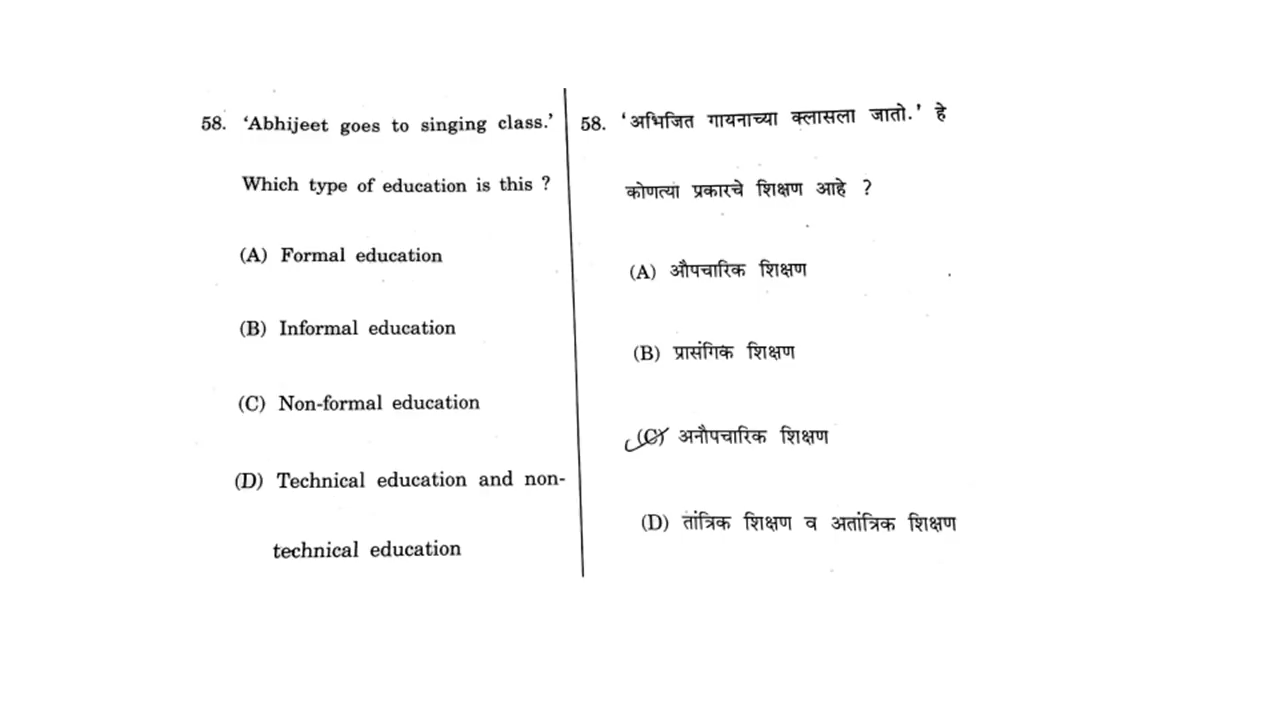 58. 'Abhijeet goes to singing class.'
Which type of education is this ?
(A) Formal education
(B) Informal education
(C) Non-formal education
(D) Technical education and non-
technical education
58. 'अभिजित गायनाच्या क्लासला जातो.' हे
कोणत्या प्रकारचे शिक्षण आहे ?
(A) औपचारिक शिक्षण
(B) प्रासंगिक शिक्षण
(C) अनौपचारिक शिक्षण
(D) तांत्रिक शिक्षण व अतांत्रिक शिक्षण